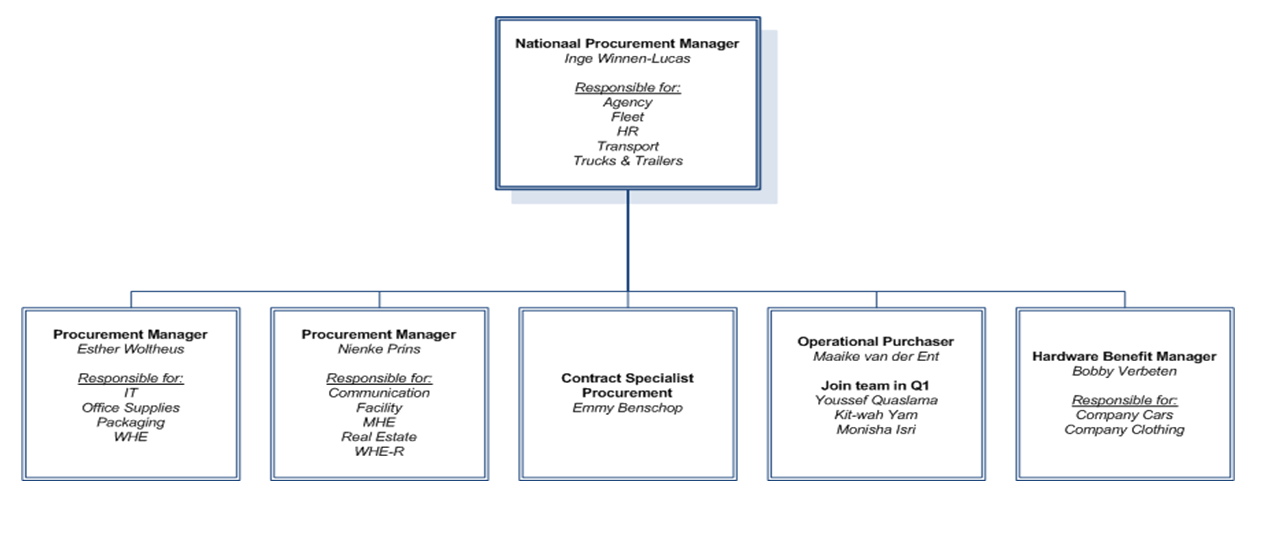 Nationaal Procurement Manager
Inge Winnen-Lucas
Responsible for:
Agency
Fleet
HR
Transport
Trucks & Trailers
Procurement Manager
Esther Woltheus
Responsible for:
IT
Office Supplies
Packaging
WHE
Procurement Manager
Nienke Prins
Responsible for:
Communication
Facility
MHE
Real Estate
WHE-R
Contract Specialist
Procurement
Emmy Benschop
Operational Purchaser
Maaike van der Ent
Join team in Q1
Youssef Quaslama
Kit-wah Yam
Monisha Isri
Hardware Benefit Manager
Bobby Verbeten
Responsible for:
Company Cars
Company Clothing